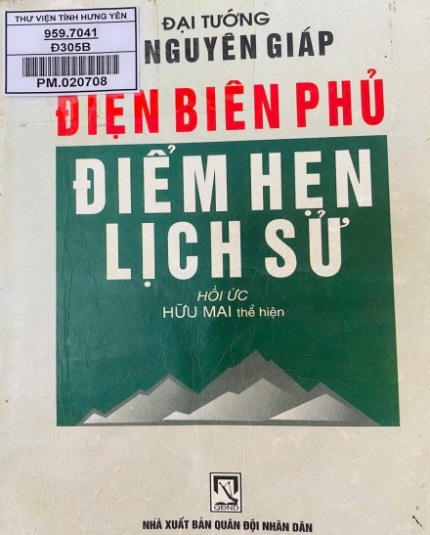 THƯ VIỆN TỈNH HƯNG YÊN
959.7041
Đ305B
PM.020708
ĐẠI TƯỚNG
NGUYÊN GIÁP
ĐIỆN BIÊN PHỦ
ĐIỂM HẸN
LỊCH SỬ
HỒI ỨC
HỮU MAI thể hiện
QĐND
NHÀ XUẤT BẢN QUÂN ĐỘI NHÂN DÂN